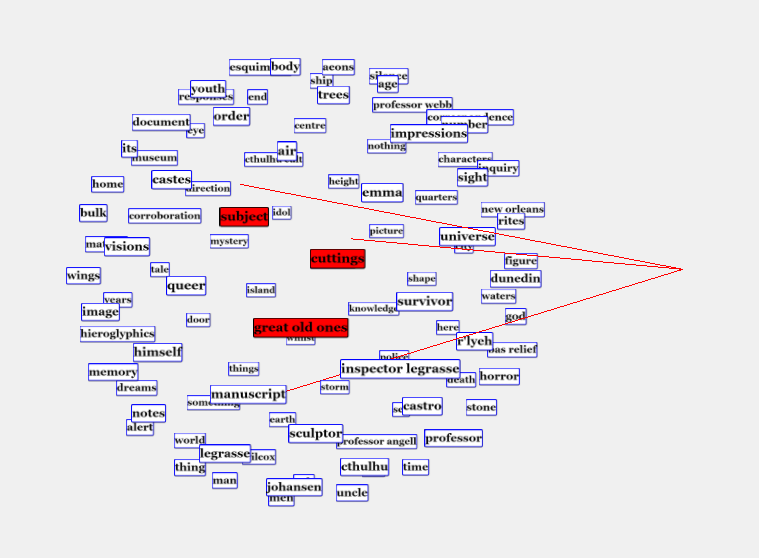 body
aeons
ship
age
youth
end
trees
professor webb
order
document
centre
impressions
nothing
air
its
museum
characters
inquiry
sight
castes
home
direction
height
emma
quarters
bulk
corroboration
subject
idol
new orleans
rites
picture
universe
mystery
visions
cuttings
figure
wings
tale
queer
island
shape
dunedin
waters
survivor
knowledge
years
image
door
great old ones
here
god
hieroglyphics
r'lyeh
bas relief
himself
police
inspector legrasse
memory
things
death
horror
dreams
storm
manuscript
something
castro
stone
notes
alert
earth
sculptor
professor angell
professor
world
legrasse
thing
cthulhu
time
man
johansen
men
uncle